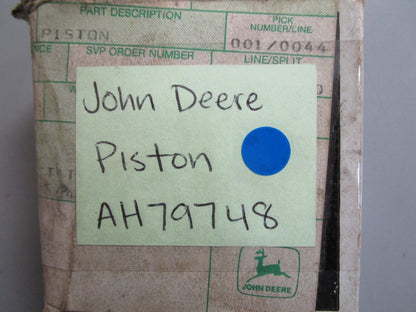 PART DESCRIPTION
PICK
NUMBER/LINE
PISTON
001/0044
SVP ORDER NUMBER
LINE/SPLIT
John Deere
Piston
AH79748
JOHN DEERE